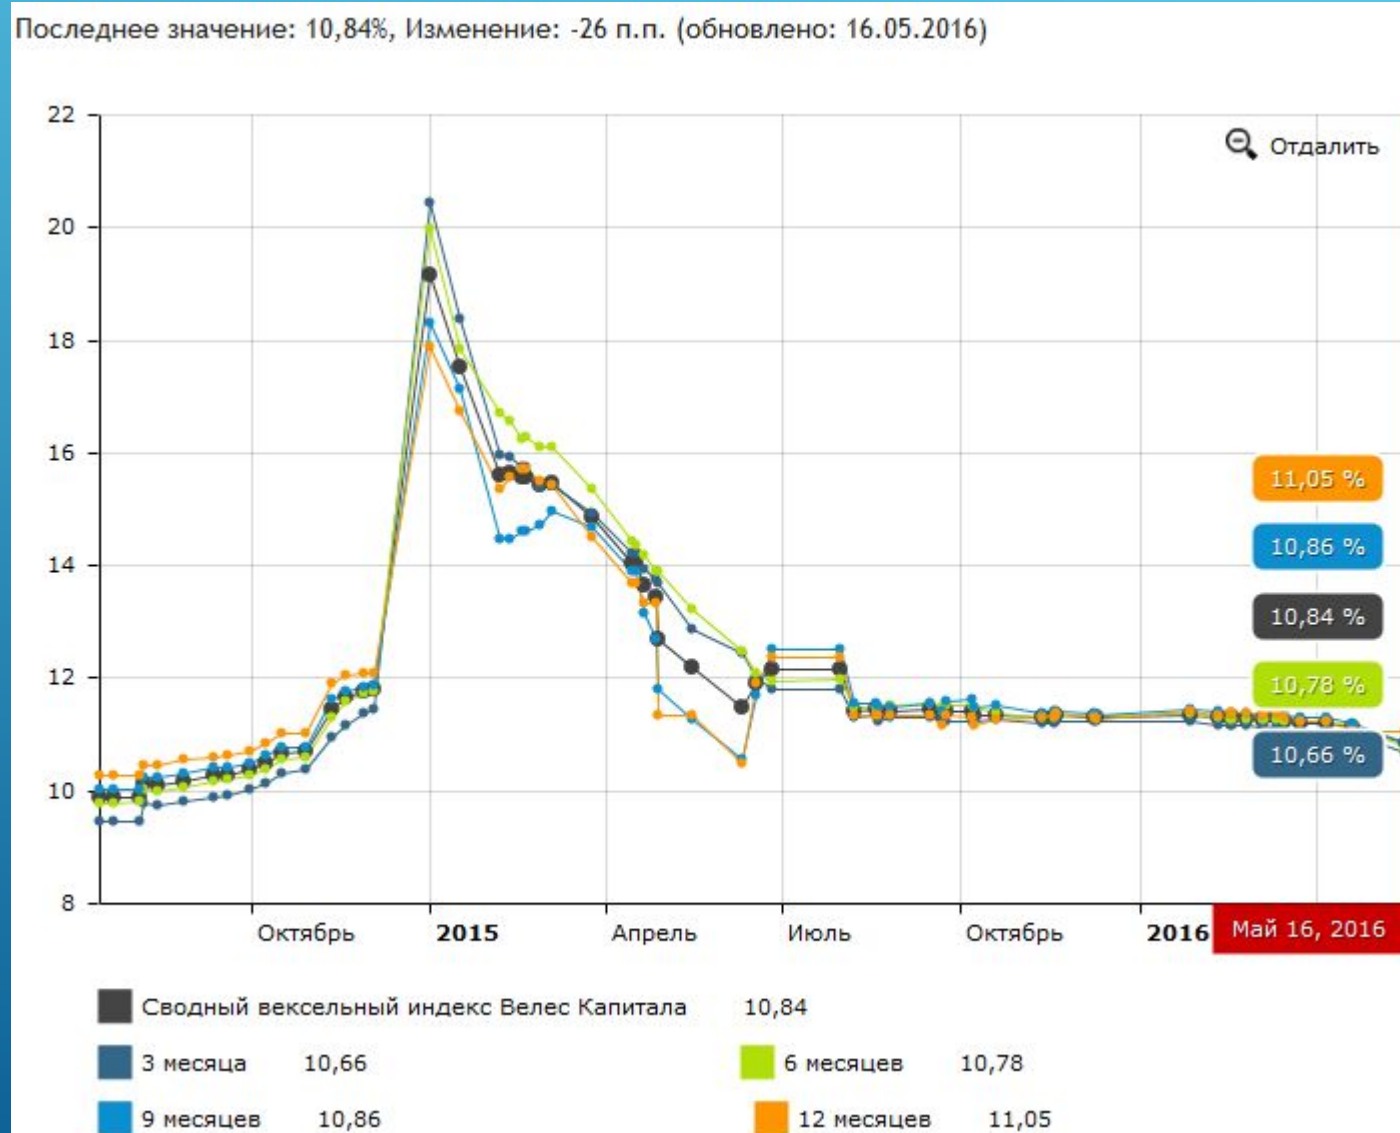 Последнее значение: 10,84%, Изменение: -26 п.п. (обновлено: 16.05.2016)
22
Отдалить
20
18
16
11,05 %
10,86 %
14
10,84 %
12
10,78 %
10,66 %
10
8
Октябрь 2015 Апрель Июль Октябрь 2016 Май 16, 2016
Сводный вексельный индекс Велес Капитала 10,84
3 месяца 10,66 6 месяцев 10,78
9 месяцев 10,86 12 месяцев 11,05